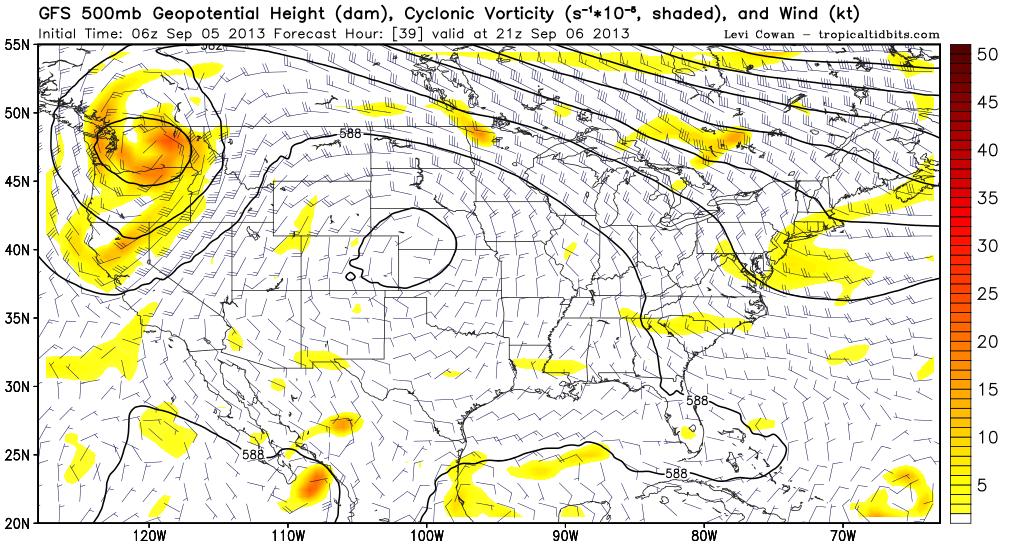 GFS 500mb Geopotential Height (dam), Cyclonic Vorticity (s⁻¹*10⁻⁵, shaded), and Wind (kt)
Initial Time: 06z Sep 05 2013 Forecast Hour: [39] valid at 21z Sep 06 2013
Levi Cowan – tropicaltidbits.com
55N
50N
45N
40N
35N
30N
25N
20N
120W 110W 100W 90W 80W 70W
50
45
40
35
30
25
20
15
10
5
582
588
588
588
588